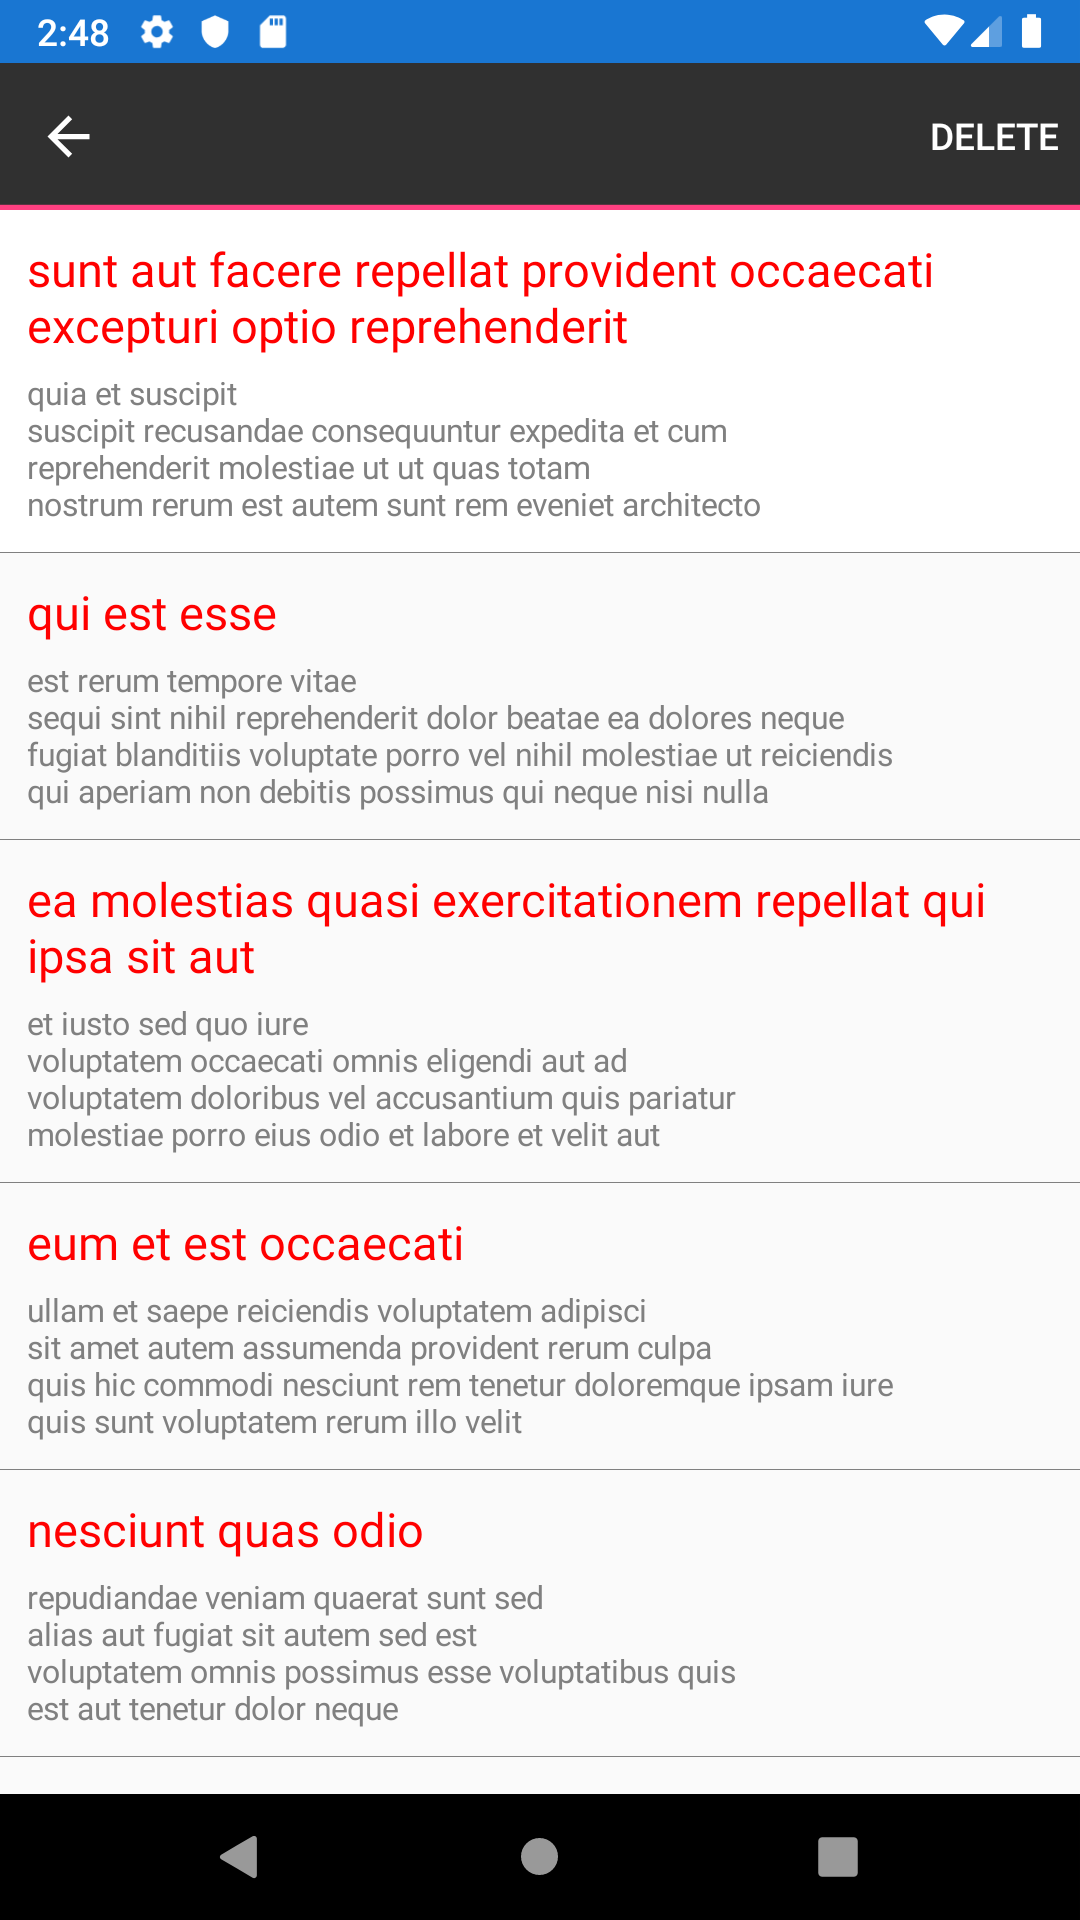 2:48
DELETE
sunt aut facere repellat provident occaecati
excepturi optio reprehenderit
quia et suscipit
suscipit recusandae consequuntur expedita et cum
reprehenderit molestiae ut ut quas totam
nostrum rerum est autem sunt rem eveniet architecto
qui est esse
est rerum tempore vitae
sequi sint nihil reprehenderit dolor beatae ea dolores neque
fugiat blanditiis voluptate porro vel nihil molestiae ut reiciendis
qui aperiam non debitis possimus qui neque nisi nulla
ea molestias quasi exercitationem repellat qui
ipsa sit aut
et iusto sed quo iure
voluptatem occaecati omnis eligendi aut ad
voluptatem doloribus vel accusantium quis pariatur
molestiae porro eius odio et labore et velit aut
eum et est occaecati
ullam et saepe reiciendis voluptatem adipisci
sit amet autem assumenda provident rerum culpa
quis hic commodi nesciunt rem tenetur doloremque ipsam iure
quis sunt voluptatem rerum illo velit
nesciunt quas odio
repudiandae veniam quaerat sunt sed
alias aut fugiat sit autem sed est
voluptatem omnis possimus esse voluptatibus quis
est aut tenetur dolor neque